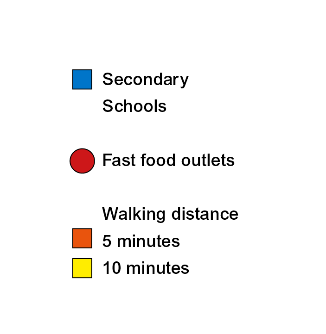 Secondary
Schools
Fast food outlets
Walking distance
5 minutes
10 minutes